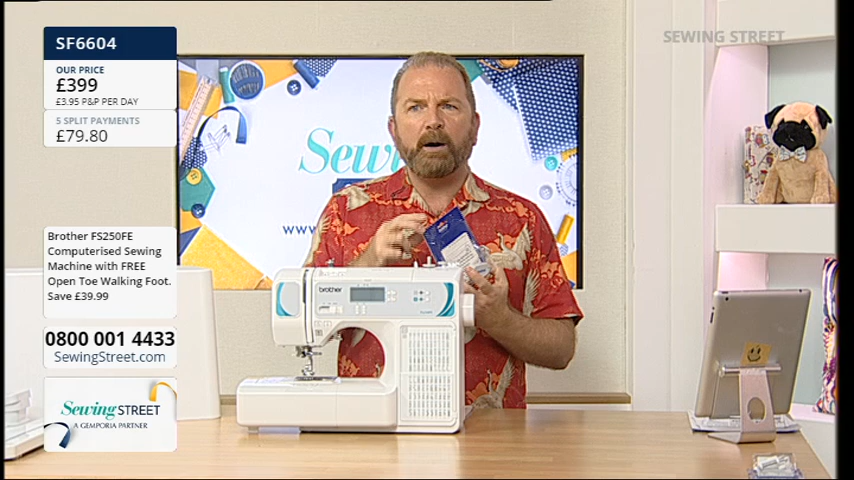 SF6604
OUR PRICE
£399
£3.95 P&P PER DAY
5 SPLIT PAYMENTS
£79.80
Brother FS250FE
Computerised Sewing
Machine with FREE
Open Toe Walking Foot.
Save £39.99
0800 001 4433
SewingStreet.com
Sewing STREET
A GEMPORIA PARTNER
SEWING STREET
Sewing
www.
brother